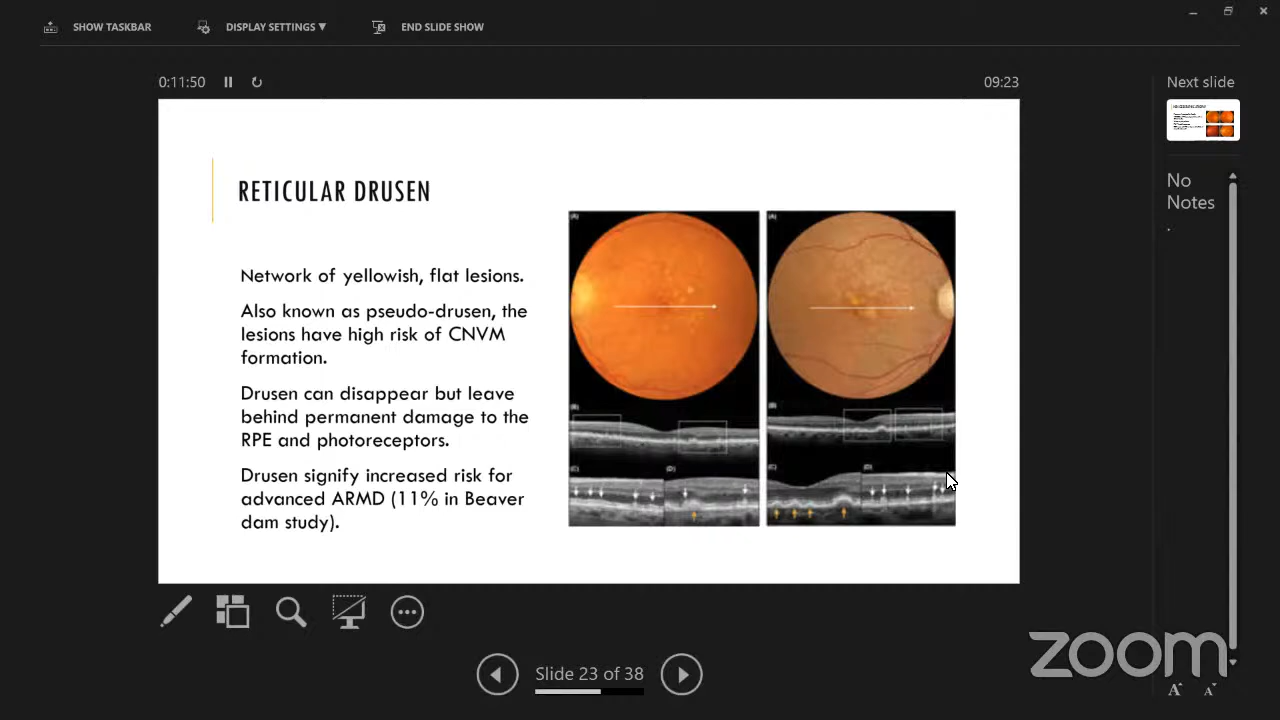 SHOW TASKBAR DISPLAY SETTINGS ▼ END SLIDE SHOW
0:11:50 09:23
Next slide
No
Notes
RETICULAR DRUSEN
Network of yellowish, flat lesions.
Also known as pseudo-drusen, the
lesions have high risk of CNVM
formation.
Drusen can disappear but leave
behind permanent damage to the
RPE and photoreceptors.
Drusen signify increased risk for
advanced ARMD (11% in Beaver
dam study).
(A) (A)
(B) (B)
(C) (D) (C) (D)
Slide 23 of 38
zoom
A A